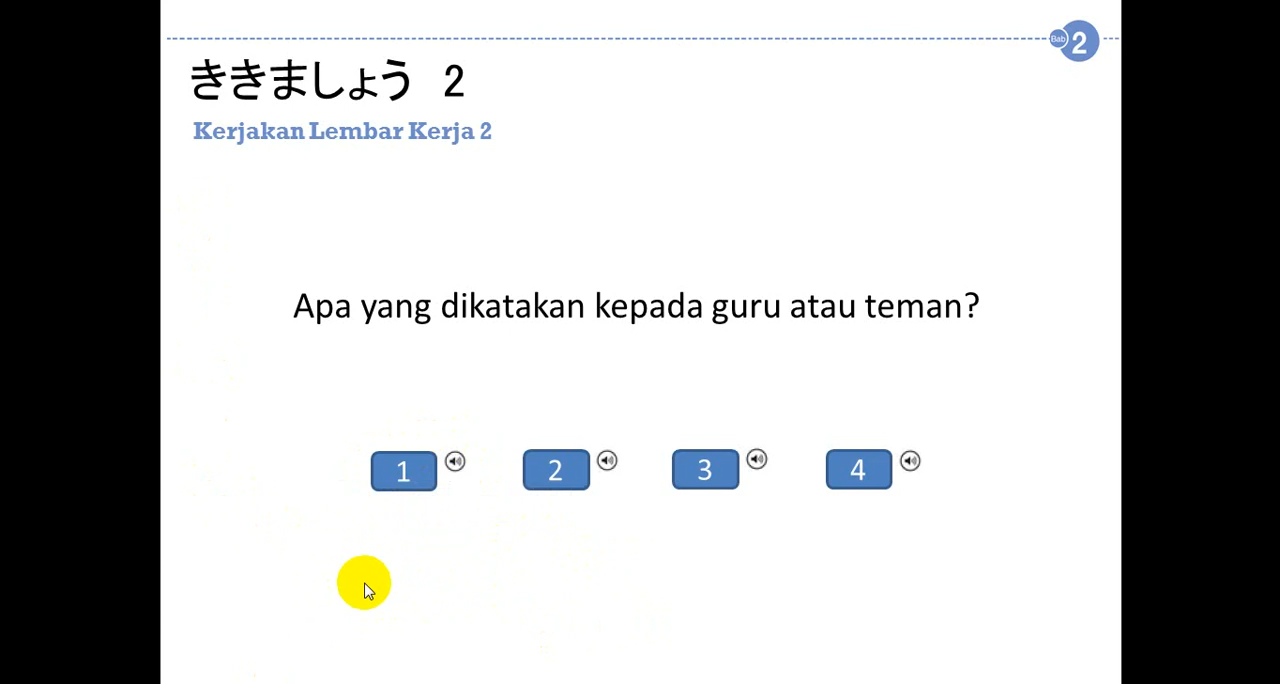 Bab 2
ききましょう 2
Kerjakan Lembar Kerja 2
Apa yang dikatakan kepada guru atau teman?
1 2 3 4